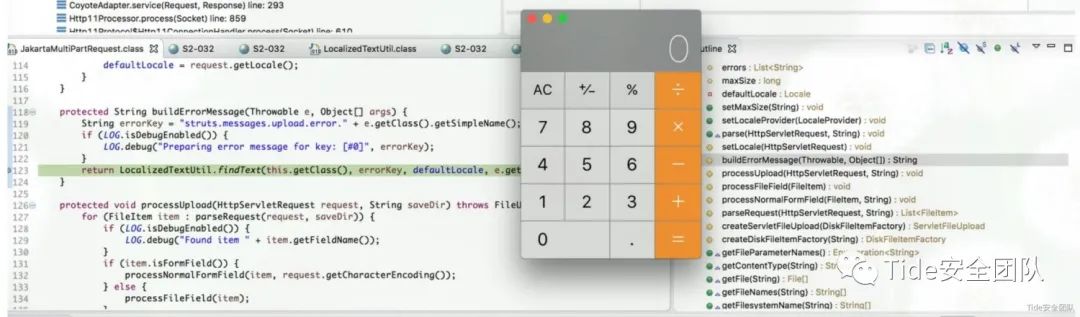 CoyoteAdapter.service(Request, Response) line: 293
Http11Processor.process(Socket) line: 859
JakartaMultiPartRequest.class S2-032 S2-032 LocalizedTextUtil.class S2-032
114 defaultLocale = request.getLocale();
115 }
116 }
117
118 protected String buildErrorMessage(Throwable e, Object[] args) {
119 String errorKey = "struts.messages.upload.error." + e.getClass().getSimpleName();
120 if (LOG.isDebugEnabled()) {
121 LOG.debug("Preparing error message for key: [#0]", errorKey);
122 }
123 return LocalizedTextUtil.findText(this.getClass(), errorKey, defaultLocale, e.get
124 }
125
126 protected void processUpload(HttpServletRequest request, String saveDir) throws FileU
127 for (FileItem item : parseRequest(request, saveDir)) {
128 if (LOG.isDebugEnabled()) {
129 LOG.debug("Found item " + item.getFieldName());
130 }
131 if (item.isFormField()) {
132 processNormalFormField(item, request.getCharacterEncoding());
133 } else {
134 processFileField(item);
0
AC +/− % ÷
7 8 9 ×
4 5 6 −
1 2 3 +
0 . =
utline
errors : List<String>
maxSize : long
defaultLocale : Locale
setMaxSize(String) : void
setLocaleProvider(LocaleProvider) : void
parse(HttpServletRequest, String) : void
setLocale(HttpServletRequest) : void
buildErrorMessage(Throwable, Object[]) : String
processUpload(HttpServletRequest, String) : void
processFileField(FileItem) : void
processNormalFormField(FileItem, String) : void
parseRequest(HttpServletRequest, String) : List<FileItem>
createServletFileUpload(DiskFileItemFactory) : ServletFileUpload
createDiskFileItemFactory(String) : DiskFileItemFactory
getFileParameterNames() : Enumeration<String>
getContentType(String) : String
getFile(String) : File[]
getFileNames(String) : String[]
getFilesystemName(String) : String
Tide安全团队
Tide安全团队